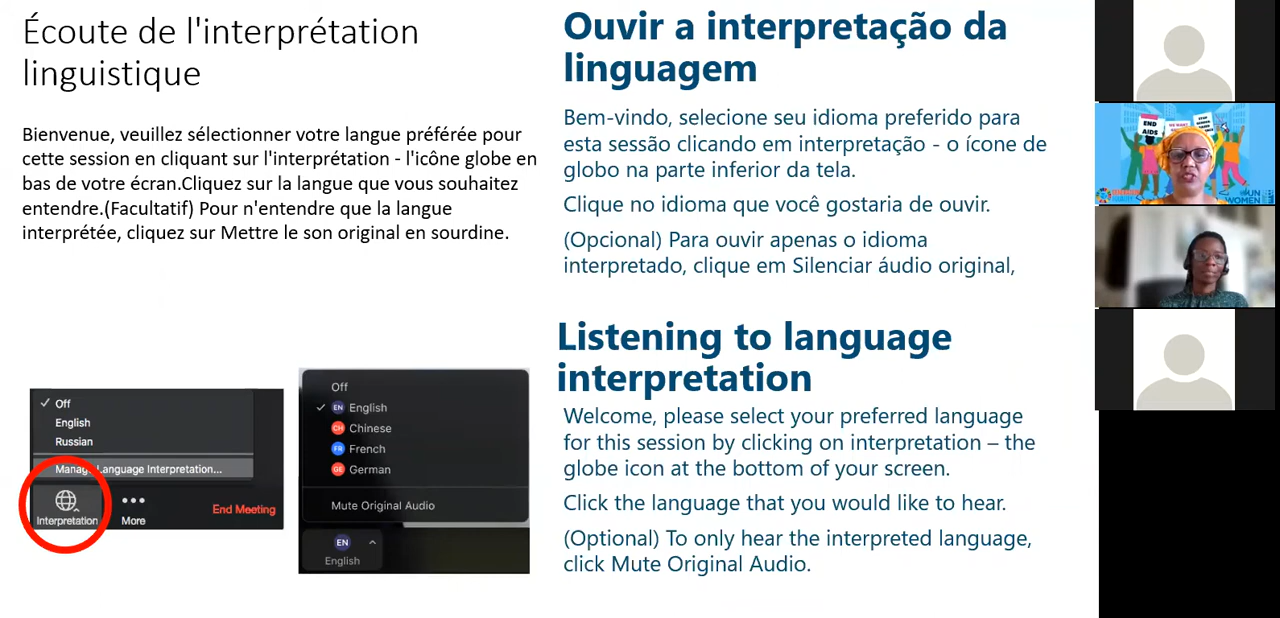 Écoute de l'interprétation
linguistique
Bienvenue, veuillez sélectionner votre langue préférée pour
cette session en cliquant sur l'interprétation - l'icône globe en
bas de votre écran.Cliquez sur la langue que vous souhaitez
entendre.(Facultatif) Pour n'entendre que la langue
interprétée, cliquez sur Mettre le son original en sourdine.
Off
English
Russian
Manage Language Interpretation...
Interpretation
More
End Meeting
Off
EN English
CH Chinese
FR French
GE German
Mute Original Audio
EN
English
Ouvir a interpretação da
linguagem
Bem-vindo, selecione seu idioma preferido para
esta sessão clicando em interpretação - o ícone de
globo na parte inferior da tela.
Clique no idioma que você gostaria de ouvir.
(Opcional) Para ouvir apenas o idioma
interpretado, clique em Silenciar áudio original,
Listening to language
interpretation
Welcome, please select your preferred language
for this session by clicking on interpretation – the
globe icon at the bottom of your screen.
Click the language that you would like to hear.
(Optional) To only hear the interpreted language,
click Mute Original Audio.
END
AIDS
UN
WOMEN